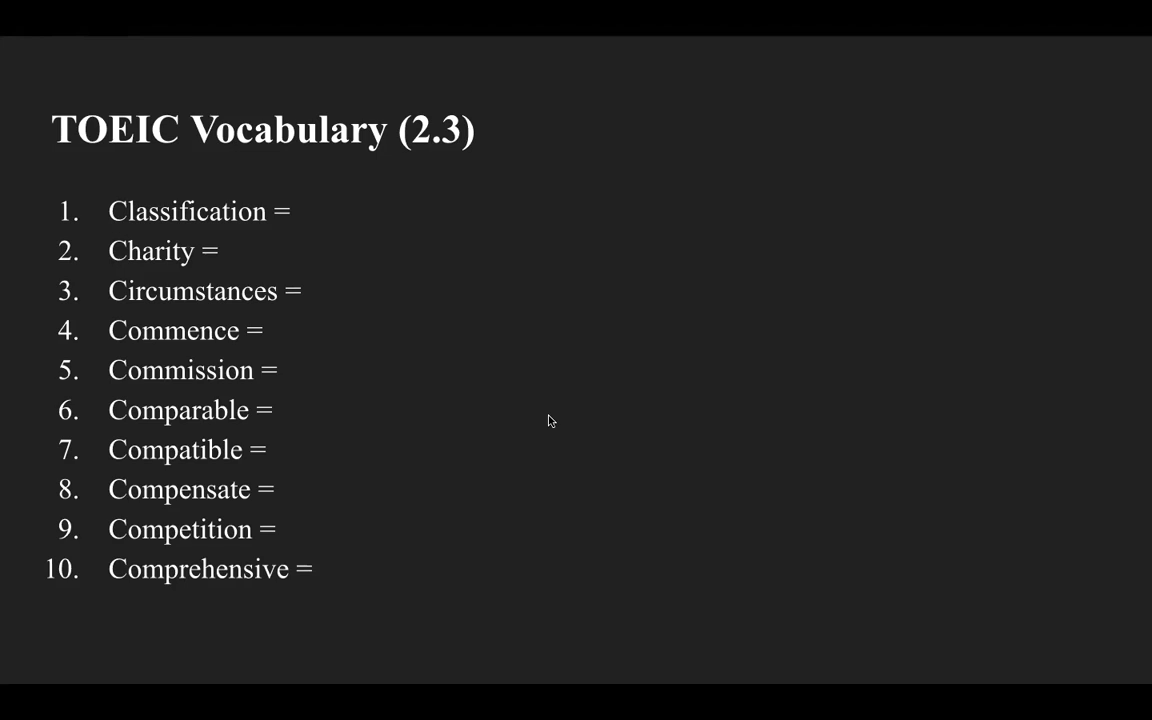 TOEIC Vocabulary (2.3)
1. Classification =
2. Charity =
3. Circumstances =
4. Commence =
5. Commission =
6. Comparable =
7. Compatible =
8. Compensate =
9. Competition =
10. Comprehensive =